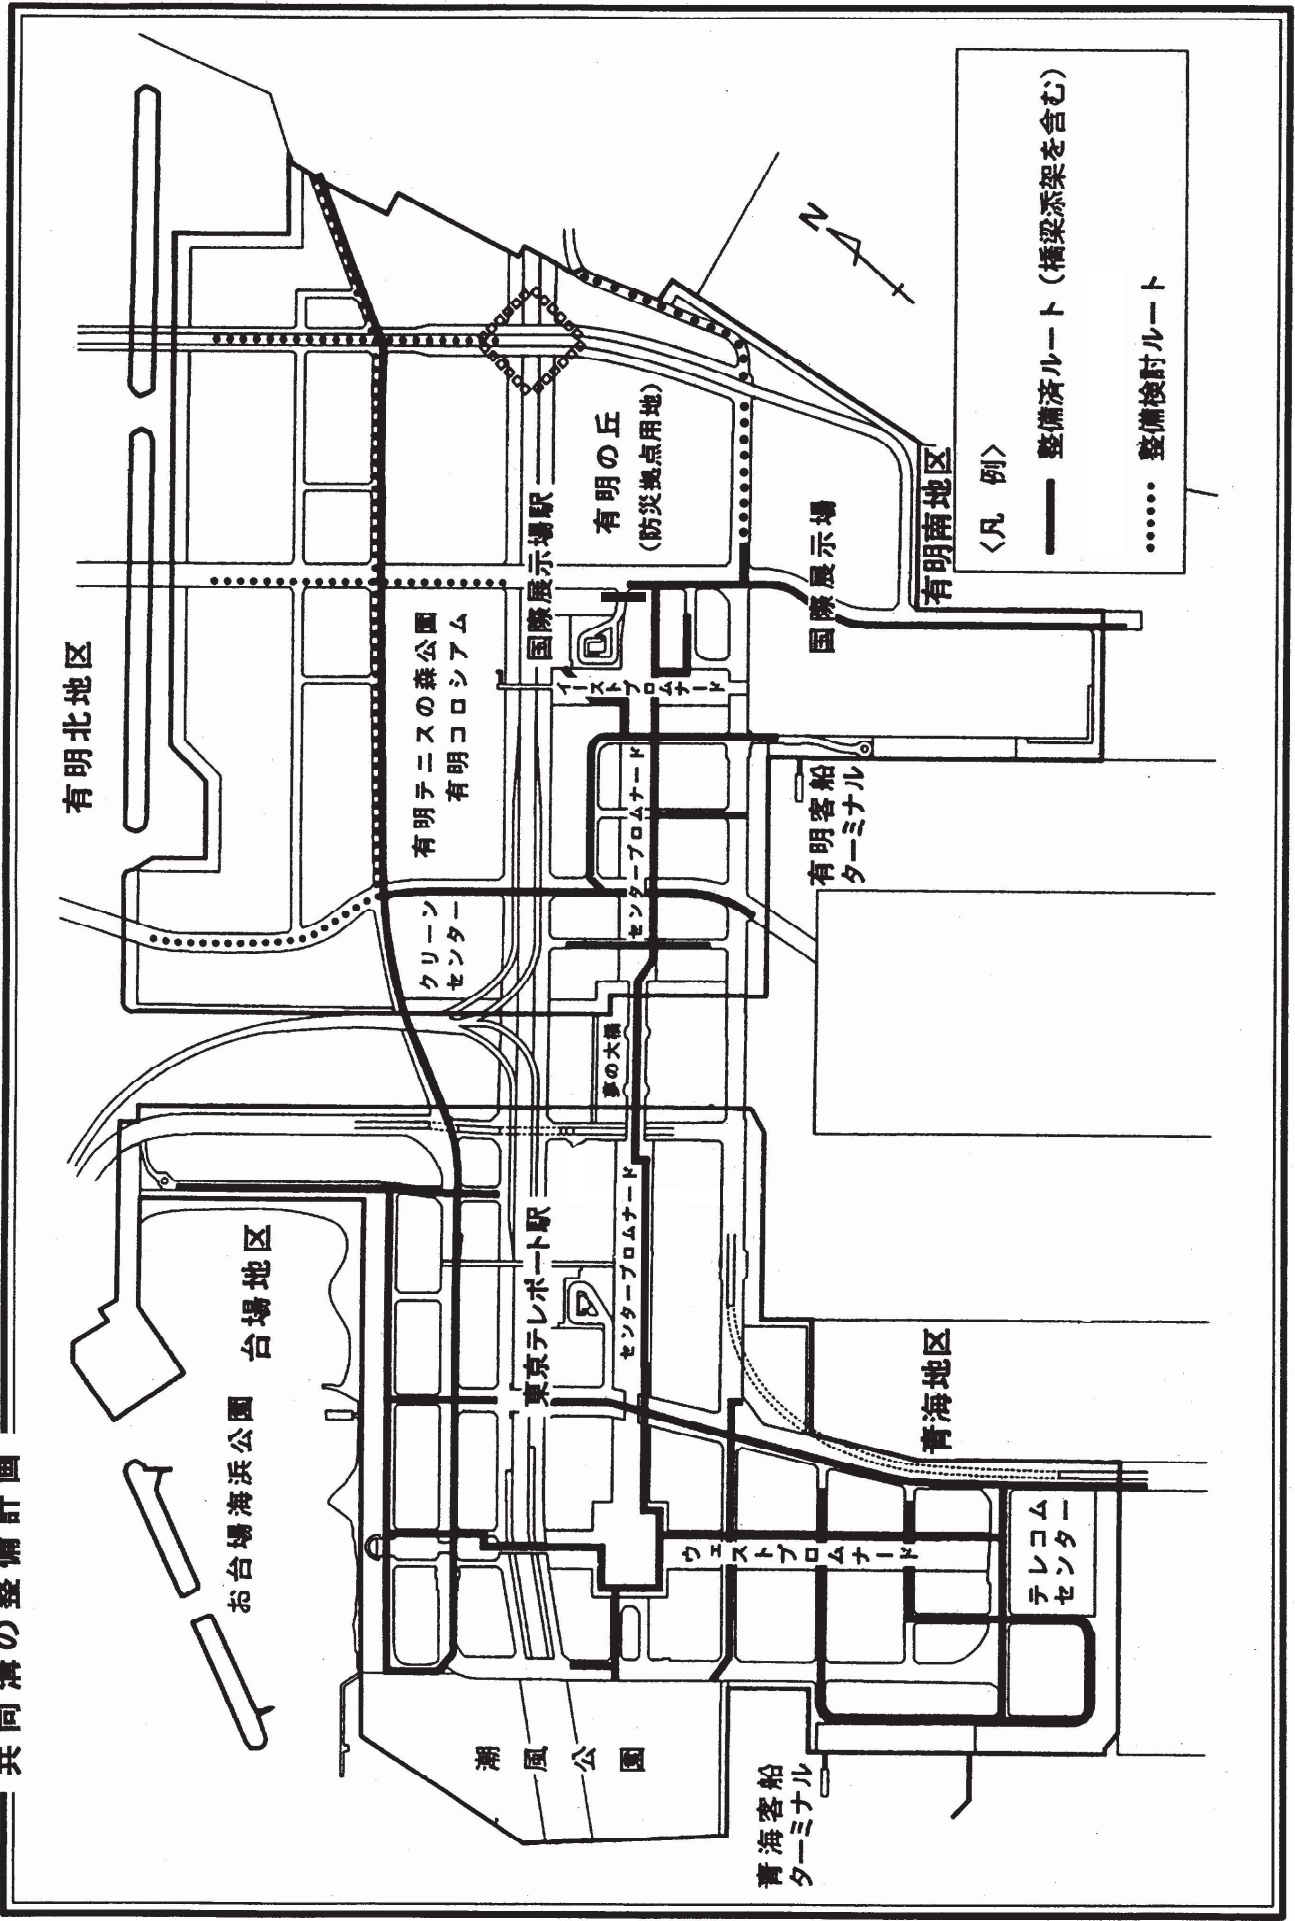 共同溝の整備計画
有明北地区
有明テニスの森公園
有明コロシアム
クリーン
センター
国際展示場駅
有明の丘
(防災拠点用地)
イーストプロムナード
センタープロムナード
国際展示場
有明南地区
有明客船
ターミナル
夢の大橋
台場地区
お台場海浜公園
東京テレポート駅
センタープロムナード
青海地区
ウェストプロムナード
テレコム
センター
潮風公園
青海客船
ターミナル
N
〈凡 例〉
整備済ルート(橋梁添架を含む)
整備検討ルート